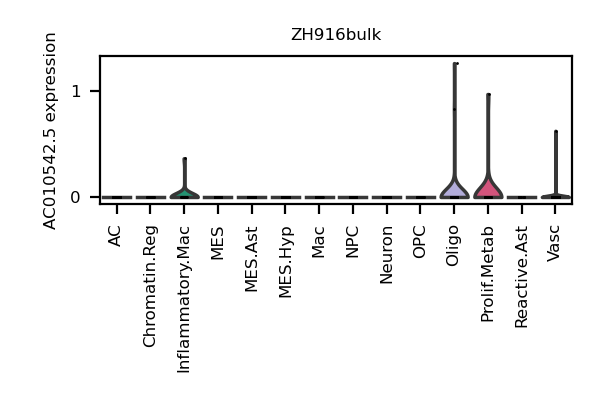 ZH916bulk
AC010542.5 expression
1
0
AC
Chromatin.Reg
Inflammatory.Mac
MES
MES.Ast
MES.Hyp
Mac
NPC
Neuron
OPC
Oligo
Prolif.Metab
Reactive.Ast
Vasc